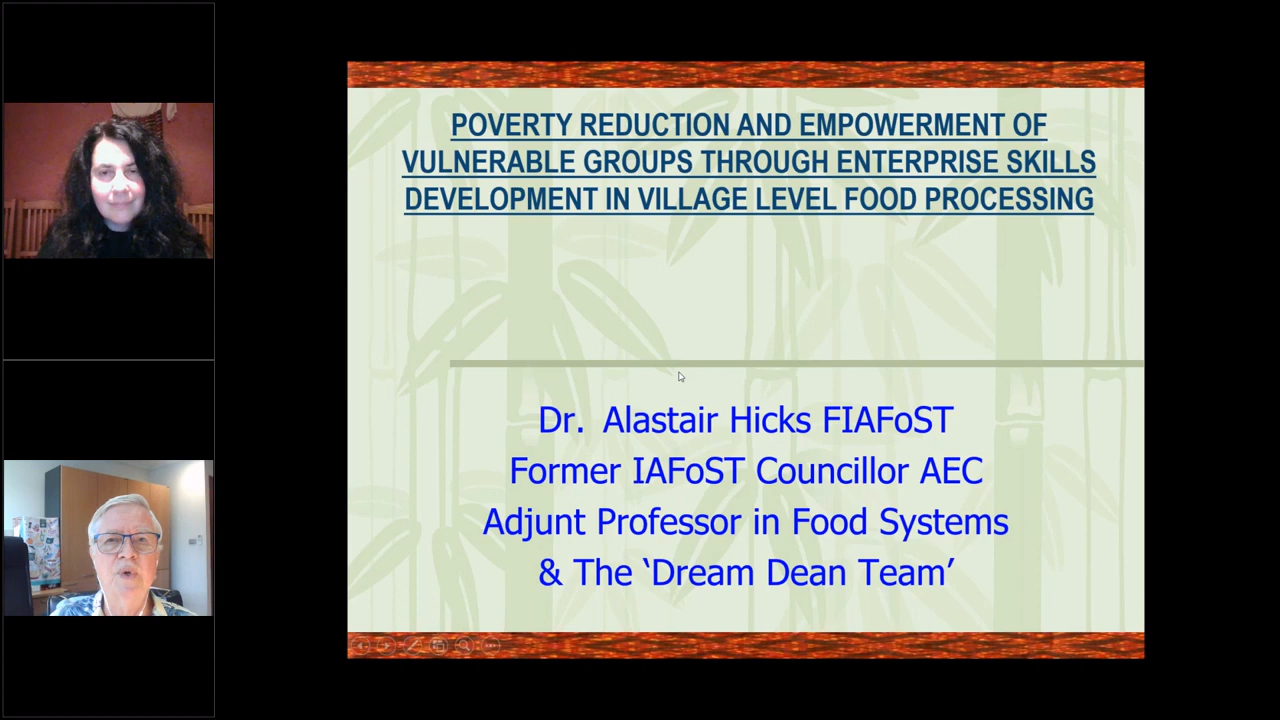 POVERTY REDUCTION AND EMPOWERMENT OF
VULNERABLE GROUPS THROUGH ENTERPRISE SKILLS
DEVELOPMENT IN VILLAGE LEVEL FOOD PROCESSING
Dr. Alastair Hicks FIAFoST
Former IAFoST Councillor AEC
Adjunt Professor in Food Systems
& The ‘Dream Dean Team’